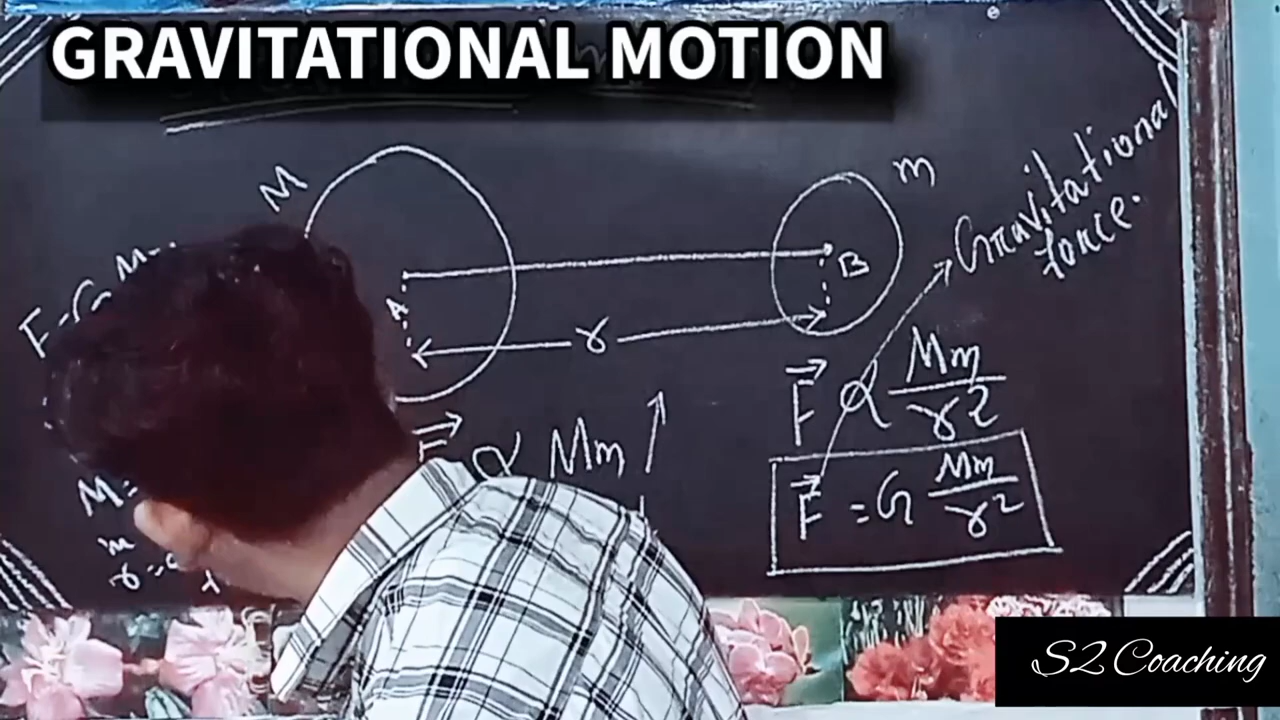 GRAVITATIONAL MOTION
M
m
Gravitational
force.
A
B
r
F⃗ ∝ Mm
F⃗ ∝ Mm/r²
F⃗ = G Mm/r²
S2 Coaching